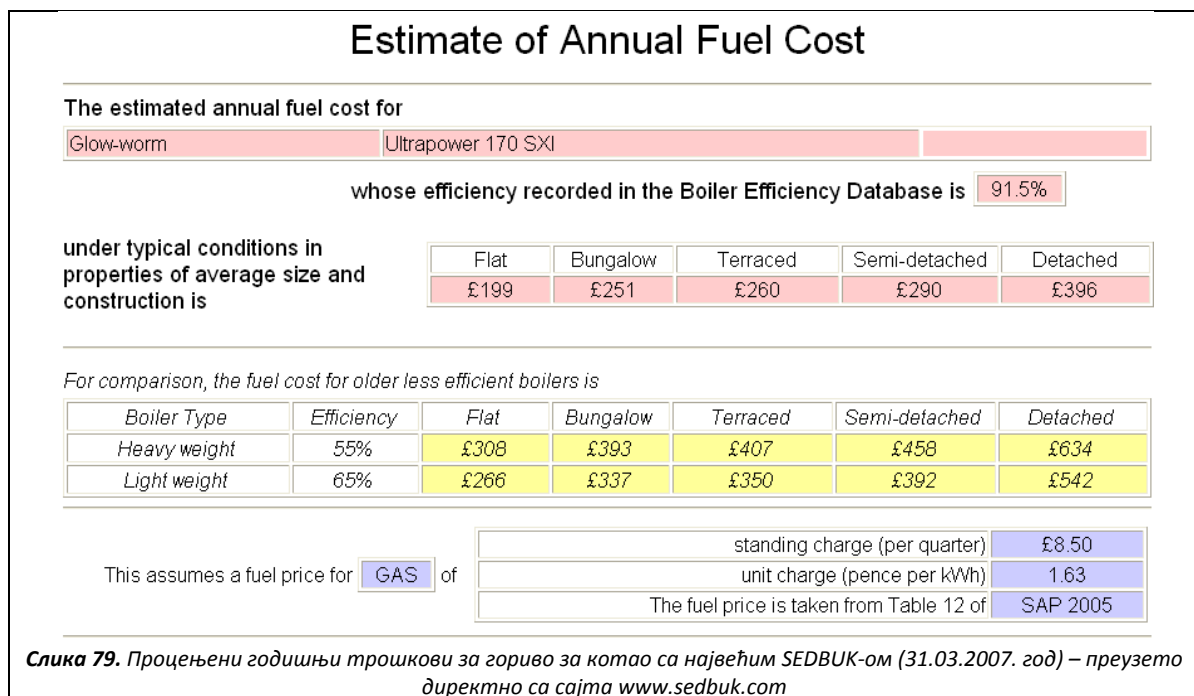 Estimate of Annual Fuel Cost
The estimated annual fuel cost for
Glow-worm Ultrapower 170 SXI
whose efficiency recorded in the Boiler Efficiency Database is 91.5%
under typical conditions in
properties of average size and
construction is
Flat Bungalow Terraced Semi-detached Detached
£199 £251 £260 £290 £396
For comparison, the fuel cost for older less efficient boilers is
Boiler Type Efficiency Flat Bungalow Terraced Semi-detached Detached
Heavy weight 55% £308 £393 £407 £458 £634
Light weight 65% £266 £337 £350 £392 £542
This assumes a fuel price for GAS of
standing charge (per quarter) £8.50
unit charge (pence per kWh) 1.63
The fuel price is taken from Table 12 of SAP 2005
Слика 79. Процењени годишњи трошкови за гориво за котао са највећим SEDBUK-ом (31.03.2007. год) – преузето
директно са сајта www.sedbuk.com